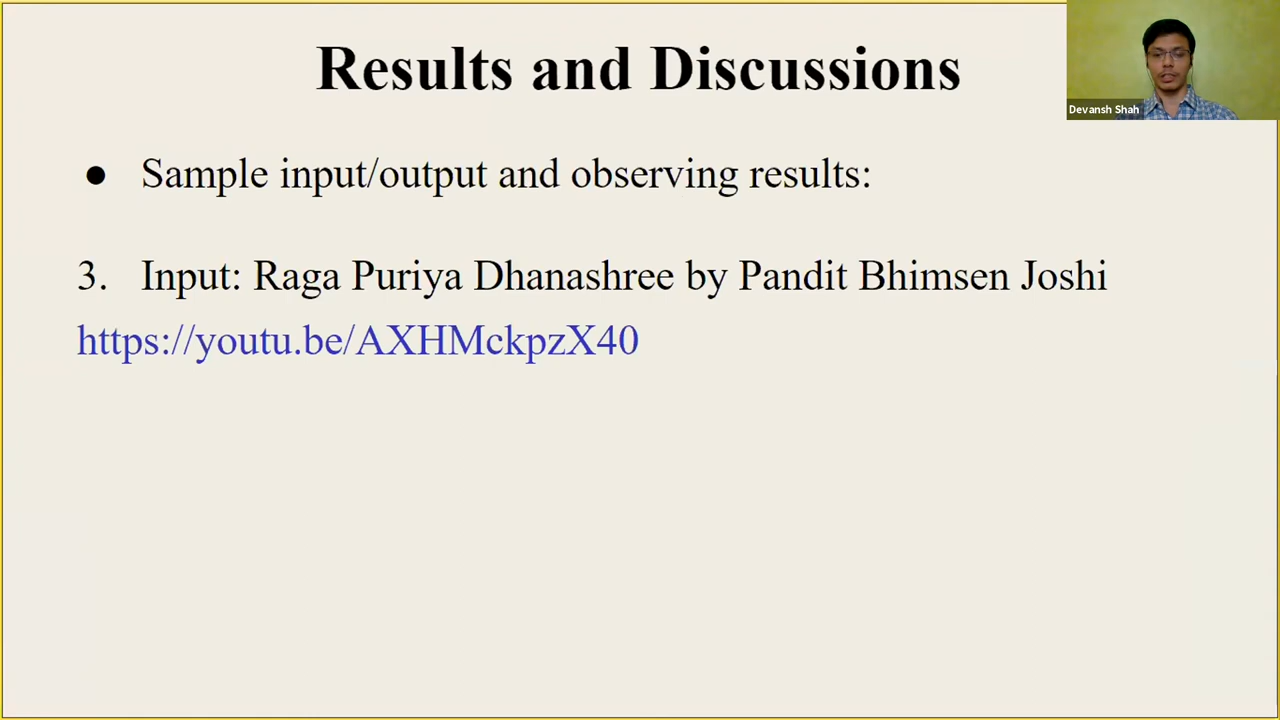 Results and Discussions
Devansh Shah
● Sample input/output and observing results:
3. Input: Raga Puriya Dhanashree by Pandit Bhimsen Joshi
https://youtu.be/AXHMckpzX40